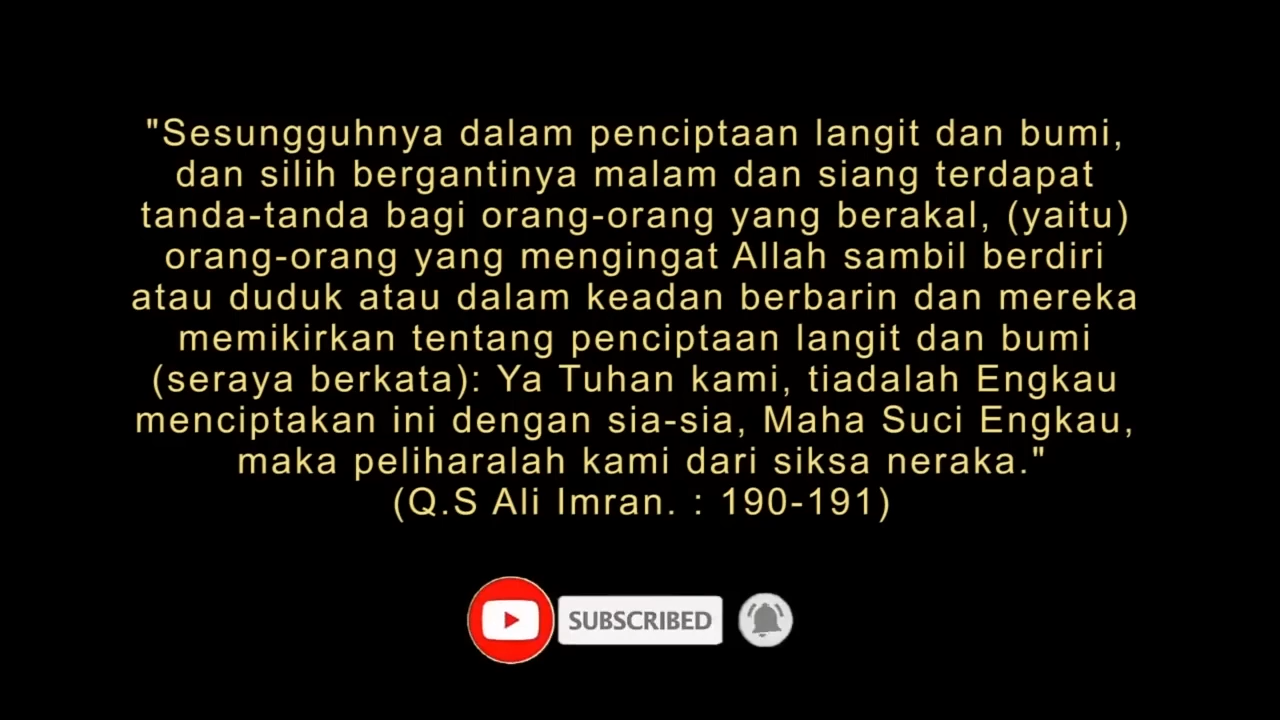 "Sesungguhnya dalam penciptaan langit dan bumi,
dan silih bergantinya malam dan siang terdapat
tanda-tanda bagi orang-orang yang berakal, (yaitu)
orang-orang yang mengingat Allah sambil berdiri
atau duduk atau dalam keadan berbarin dan mereka
memikirkan tentang penciptaan langit dan bumi
(seraya berkata): Ya Tuhan kami, tiadalah Engkau
menciptakan ini dengan sia-sia, Maha Suci Engkau,
maka peliharalah kami dari siksa neraka."
(Q.S Ali Imran. : 190-191)
SUBSCRIBED